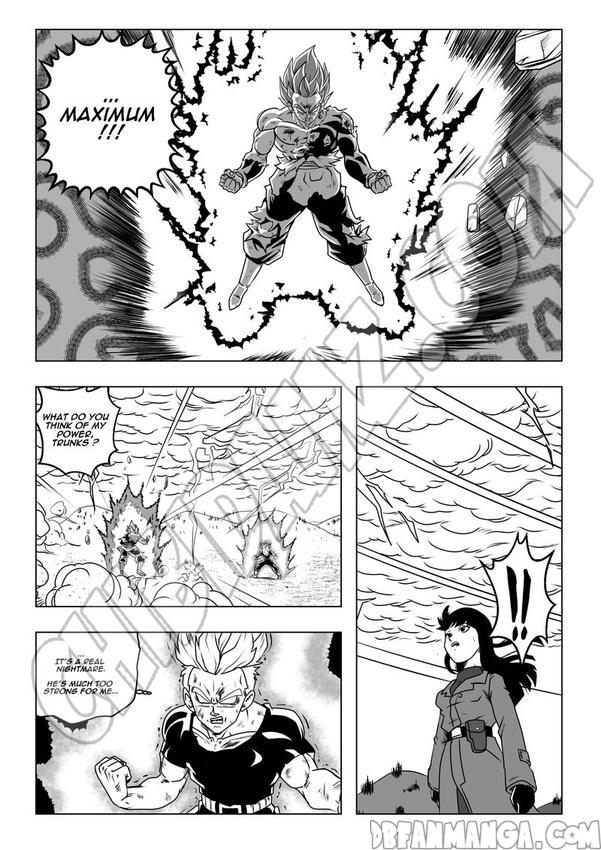 ...
MAXIMUM
!!!
WHAT DO YOU
THINK OF MY
POWER,
TRUNKS ?
!!
...
IT'S A REAL
NIGHTMARE.
HE'S MUCH TOO
STRONG FOR ME...
DBFANMANGA.COM